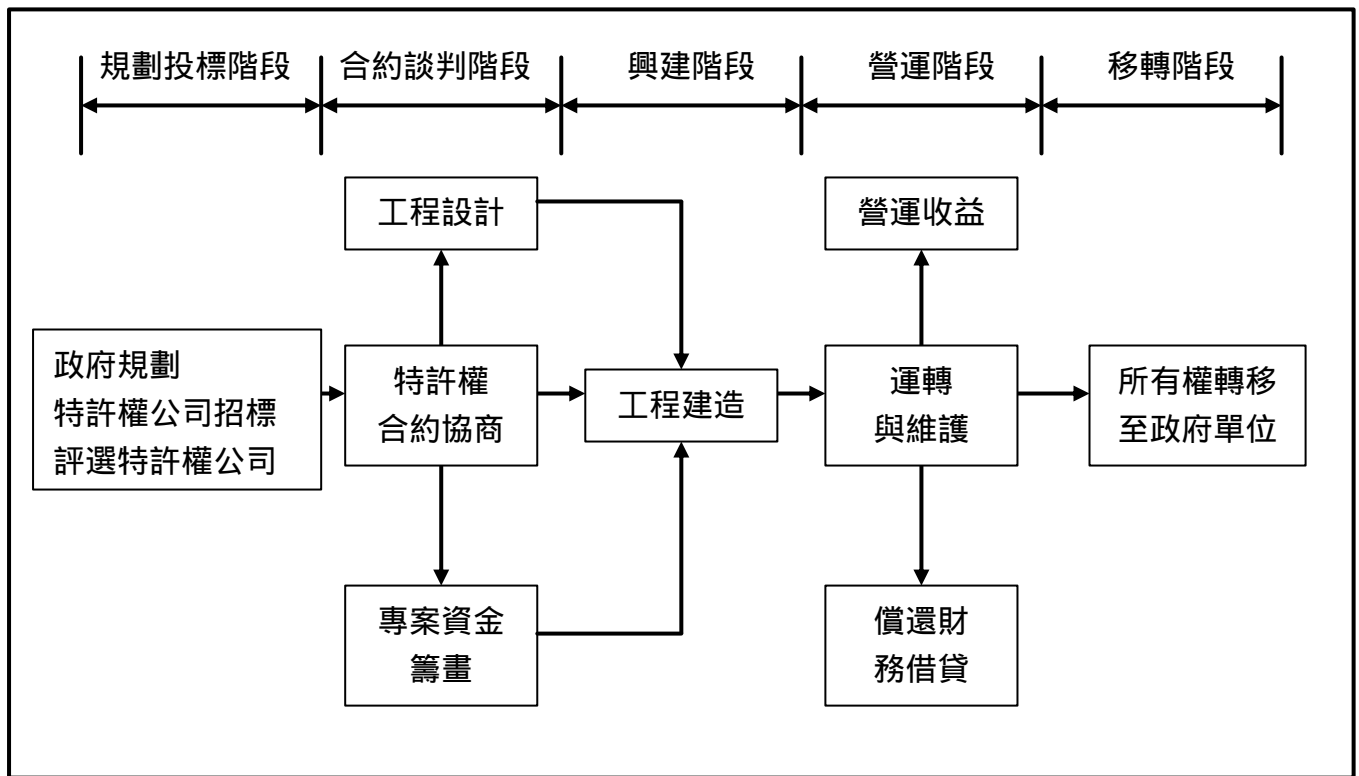 規劃投標階段
合約談判階段
興建階段
營運階段
移轉階段
工程設計
營運收益
政府規劃
特許權公司招標
評選特許權公司
特許權
合約協商
工程建造
運轉
與維護
所有權轉移
至政府單位
專案資金
籌畫
償還財
務借貸